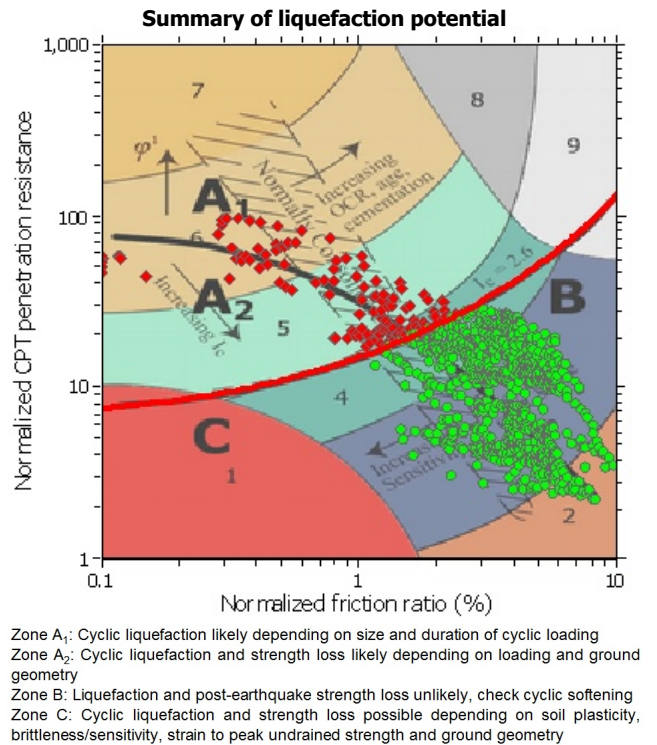 Summary of liquefaction potential
1,000
7
8
9
φ'
Increasing
OCR, age,
cementation
A1
Normally
100
6
Ic = 2.6
A2
B
Increasing Ic
5
10
4
C
1
Sensitivity
2
1
0.1
1
10
Normalized CPT penetration resistance
Normalized friction ratio (%)
Zone A1: Cyclic liquefaction likely depending on size and duration of cyclic loading
Zone A2: Cyclic liquefaction and strength loss likely depending on loading and ground
geometry
Zone B: Liquefaction and post-earthquake strength loss unlikely, check cyclic softening
Zone C: Cyclic liquefaction and strength loss possible depending on soil plasticity,
brittleness/sensitivity, strain to peak undrained strength and ground geometry